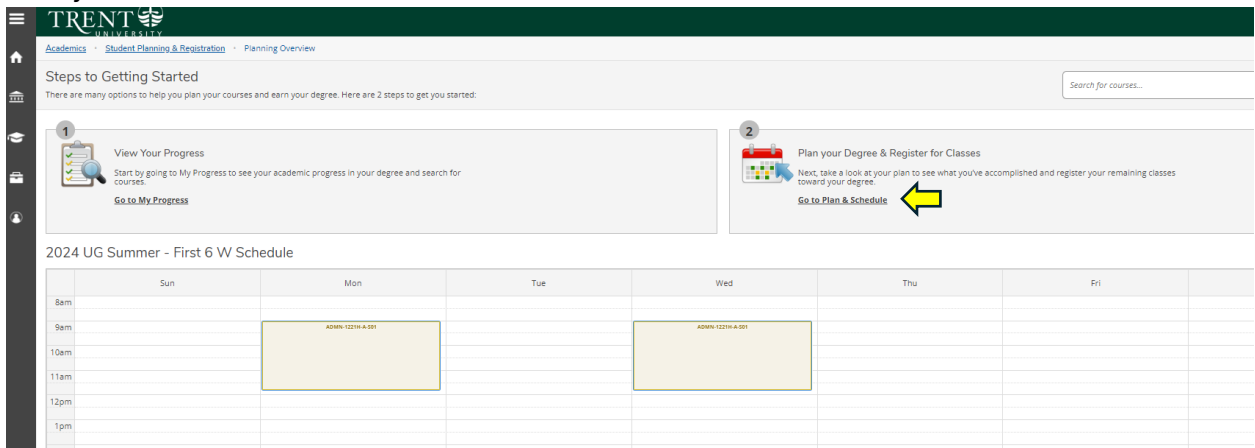 TRENT
UNIVERSITY
Academics · Student Planning & Registration · Planning Overview
Steps to Getting Started
There are many options to help you plan your courses and earn your degree. Here are 2 steps to get you started:
Search for courses...
1
View Your Progress
Start by going to My Progress to see your academic progress in your degree and search for
courses.
Go to My Progress
2
Plan your Degree & Register for Classes
Next, take a look at your plan to see what you've accomplished and register your remaining classes
toward your degree.
Go to Plan & Schedule
2024 UG Summer - First 6 W Schedule
Sun Mon Tue Wed Thu Fri
8am
9am ADMN-1221H-A-S01 ADMN-1221H-A-S01
10am
11am
12pm
1pm